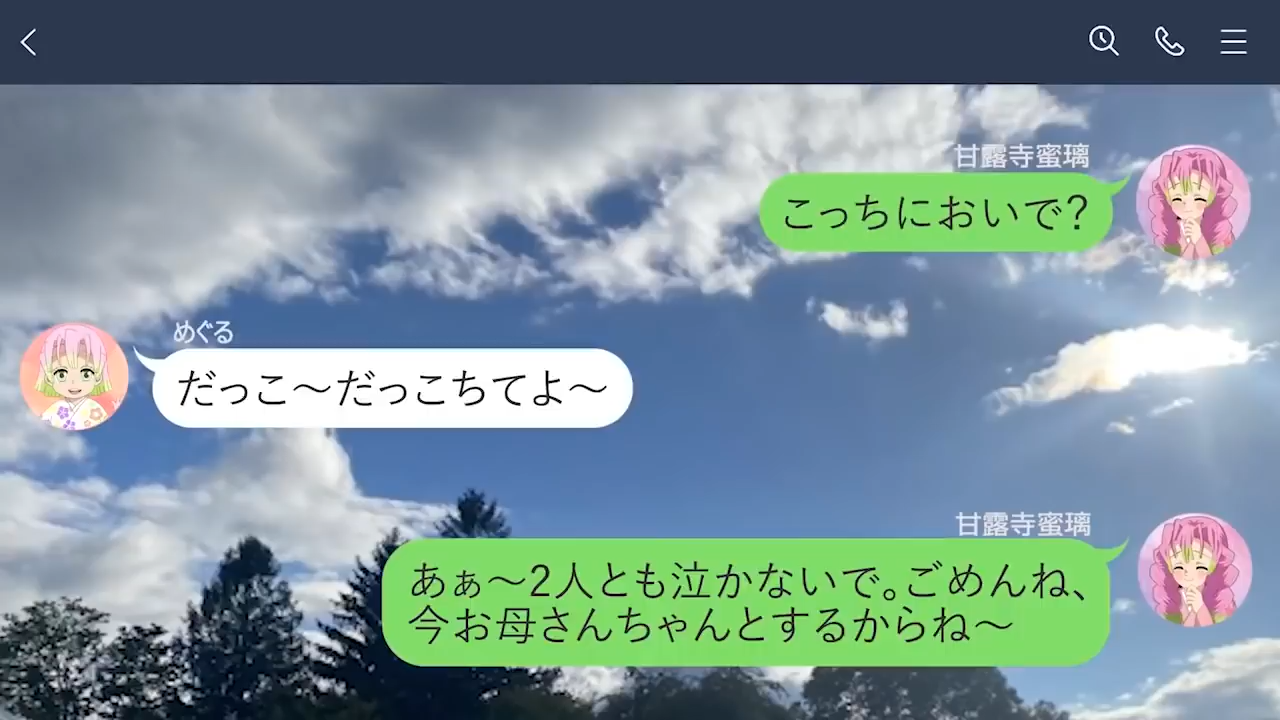 甘露寺蜜璃
こっちにおいで?
めぐる
だっこ〜だっこちてよ〜
甘露寺蜜璃
あぁ〜2人とも泣かないで。ごめんね、
今お母さんちゃんとするからね〜